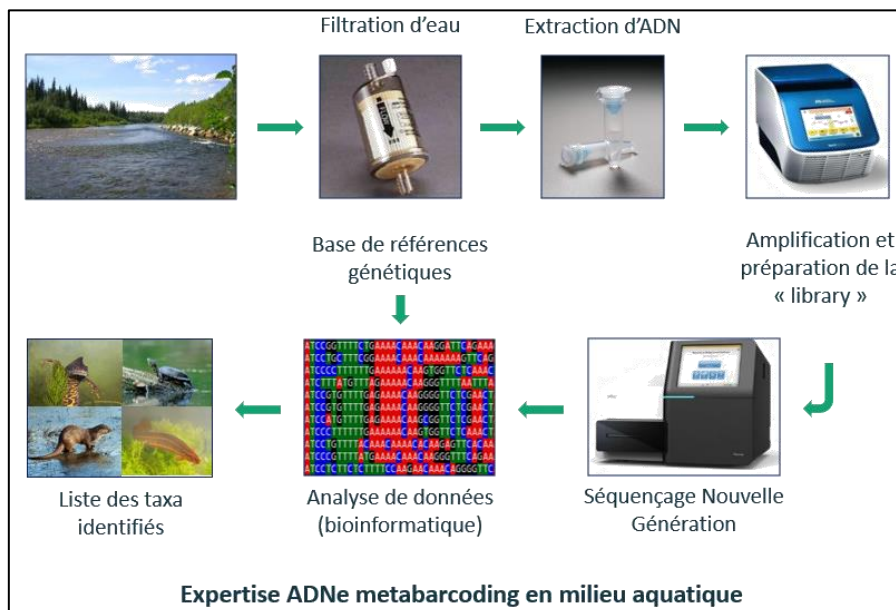 Filtration d'eau
Extraction d'ADN
Base de références
génétiques
Amplification et
préparation de la
« library »
Liste des taxa
identifiés
Analyse de données
(bioinformatique)
Séquençage Nouvelle
Génération
Expertise ADNe metabarcoding en milieu aquatique